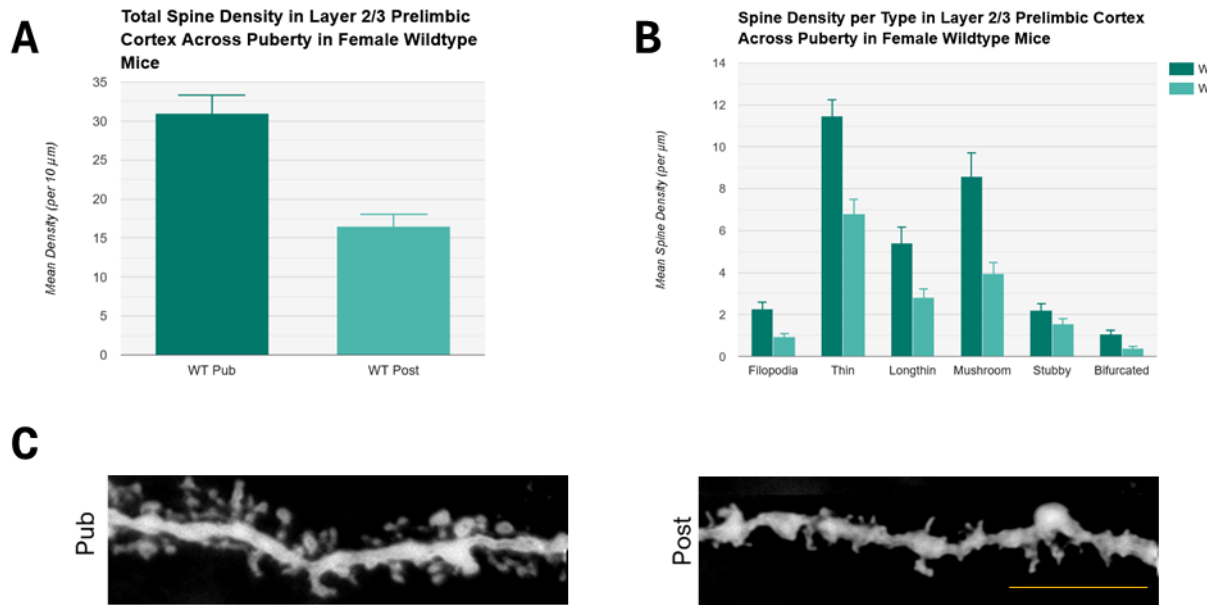 A
Total Spine Density in Layer 2/3 Prelimbic
Cortex Across Puberty in Female Wildtype
Mice
35
30
25
20
15
10
5
0
Mean Density (per 10 µm)
WT Pub
WT Post
B
Spine Density per Type in Layer 2/3 Prelimbic Cortex
Across Puberty in Female Wildtype Mice
14
12
10
8
6
4
2
0
Mean Spine Density (per µm)
Filopodia
Thin
Longthin
Mushroom
Stubby
Bifurcated
W
W
C
Pub
Post